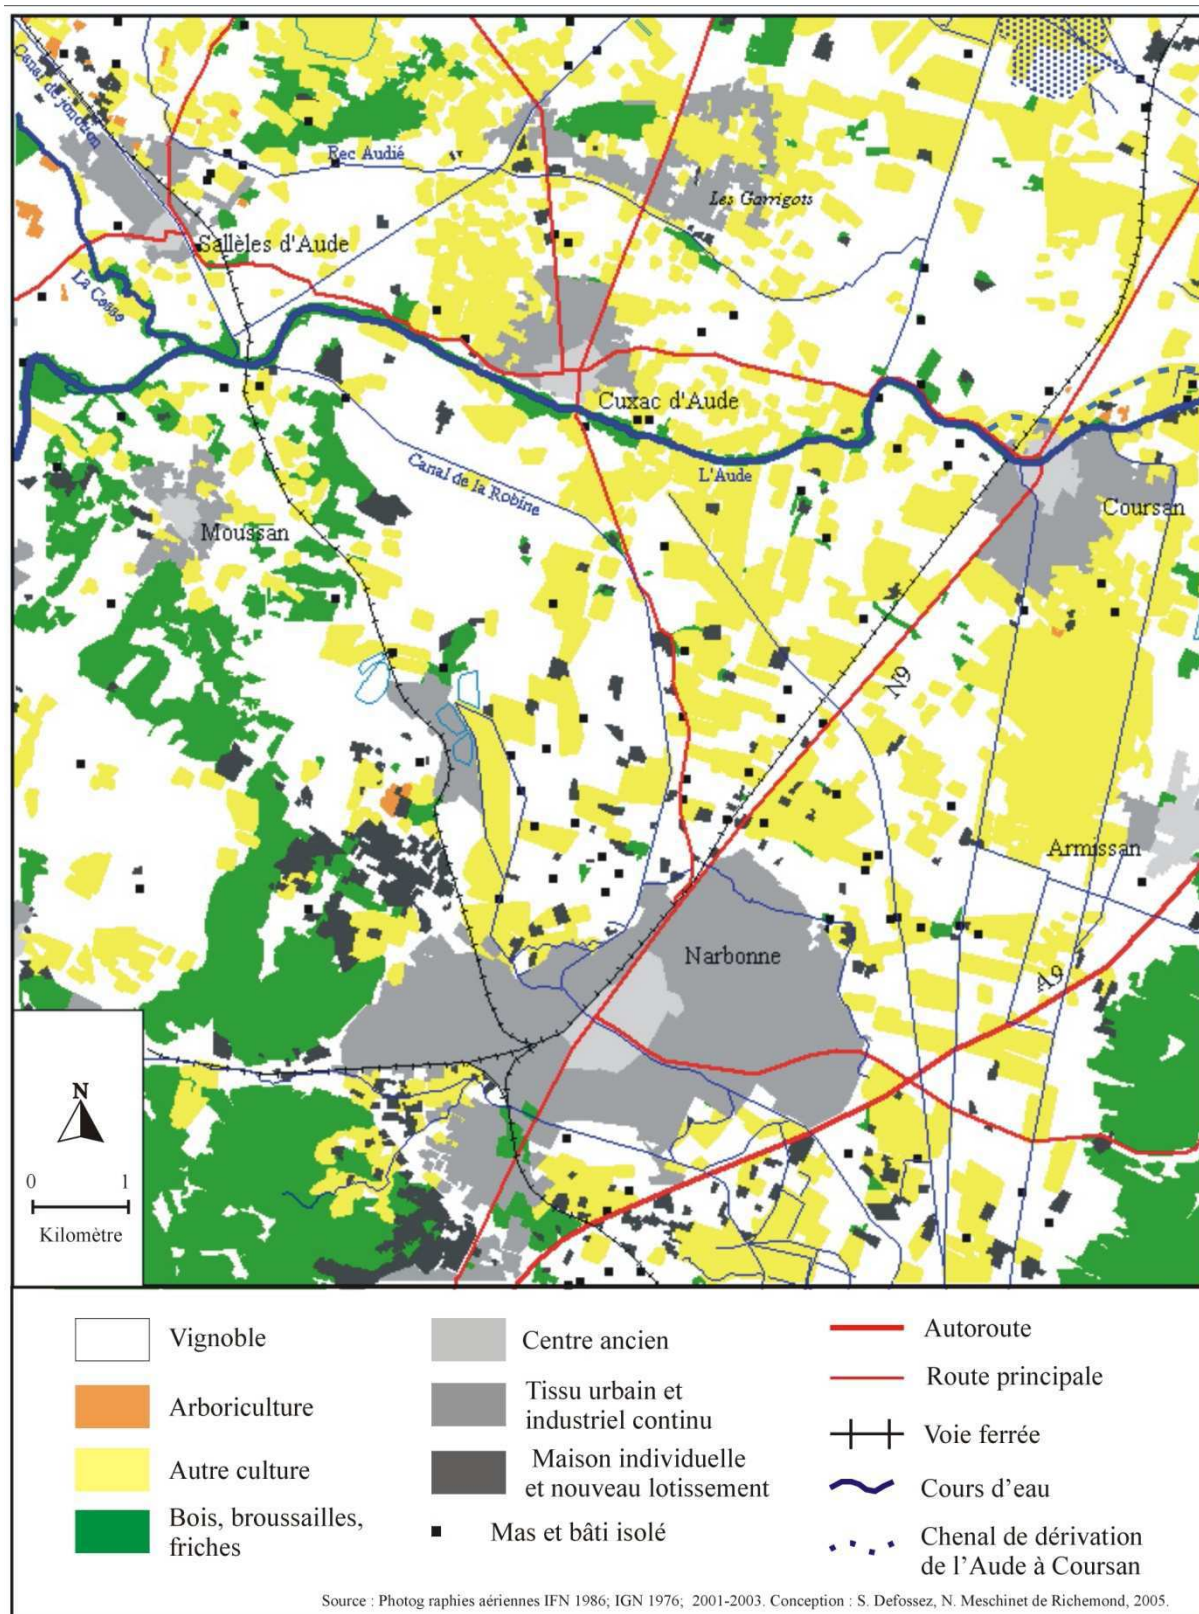 Canal de jonction
Rec Audié
Les Garrigots
Sallèles d'Aude
La Cesse
Cuxac d'Aude
L'Aude
Canal de la Robine
Coursan
Moussan
N9
Armissan
Narbonne
A9
N
0 1
Kilomètre
Vignoble
Arboriculture
Autre culture
Bois, broussailles,
friches
Centre ancien
Tissu urbain et
industriel continu
Maison individuelle
et nouveau lotissement
Mas et bâti isolé
Autoroute
Route principale
Voie ferrée
Cours d'eau
Chenal de dérivation
de l'Aude à Coursan
Source : Photog raphies aériennes IFN 1986; IGN 1976; 2001-2003. Conception : S. Defossez, N. Meschinet de Richemond, 2005.